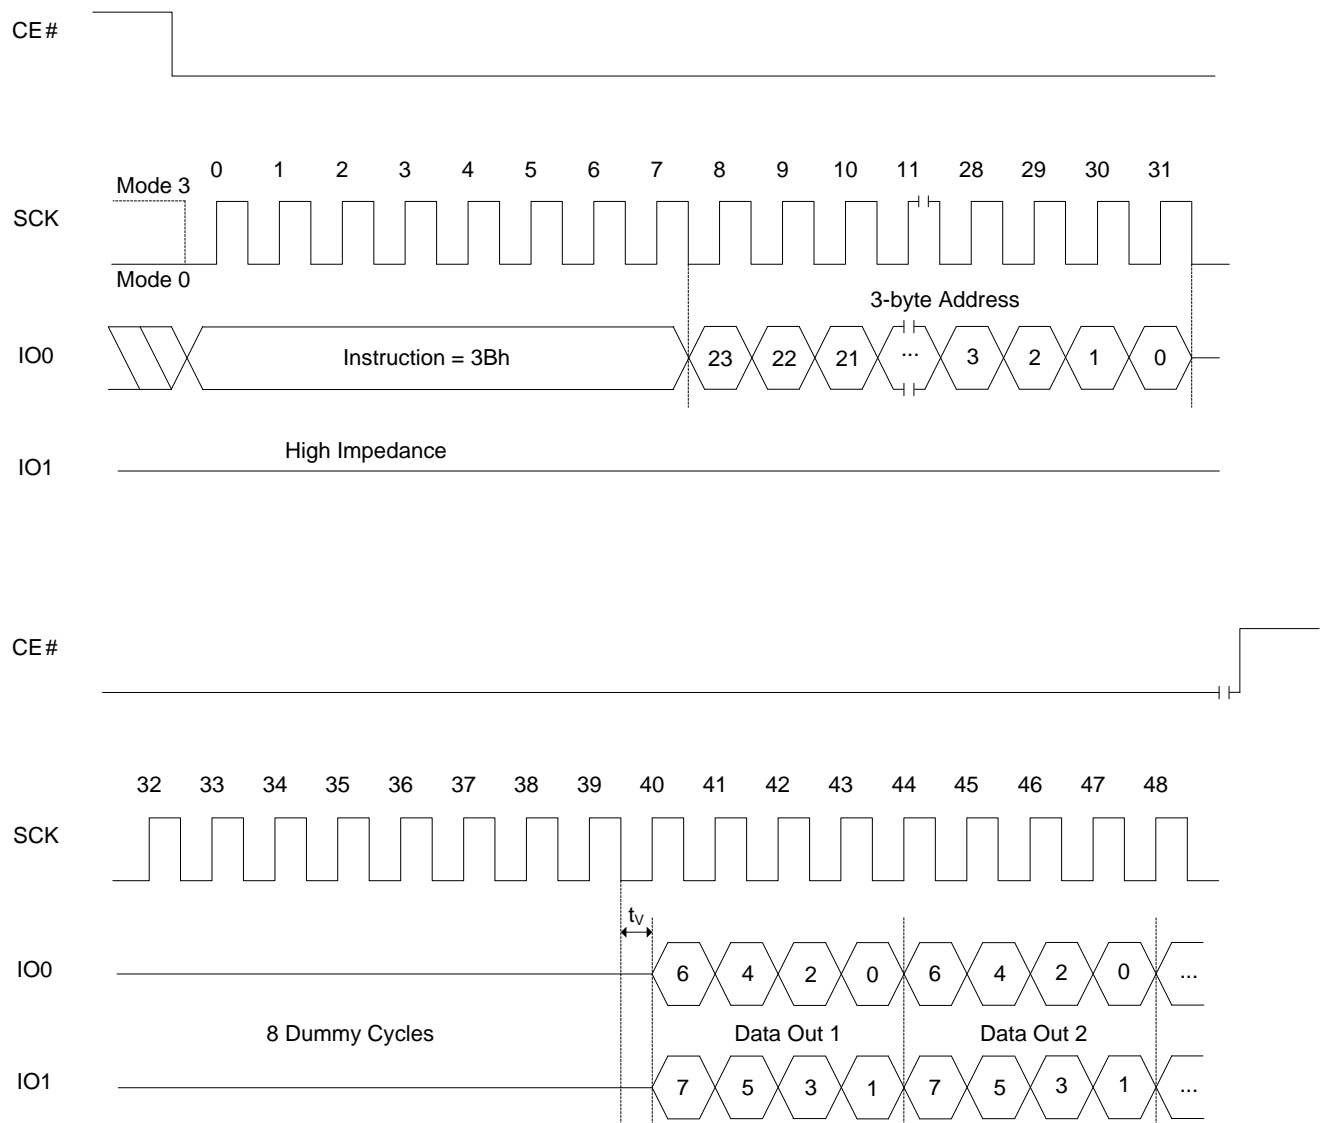 CE#
0 1 2 3 4 5 6 7 8 9 10 11 28 29 30 31
Mode 3
SCK
Mode 0
3-byte Address
IO0 Instruction = 3Bh 23 22 21 ... 3 2 1 0
High Impedance
IO1
CE#
32 33 34 35 36 37 38 39 40 41 42 43 44 45 46 47 48
SCK
tV
IO0 6 4 2 0 6 4 2 0 ...
8 Dummy Cycles Data Out 1 Data Out 2
IO1 7 5 3 1 7 5 3 1 ...